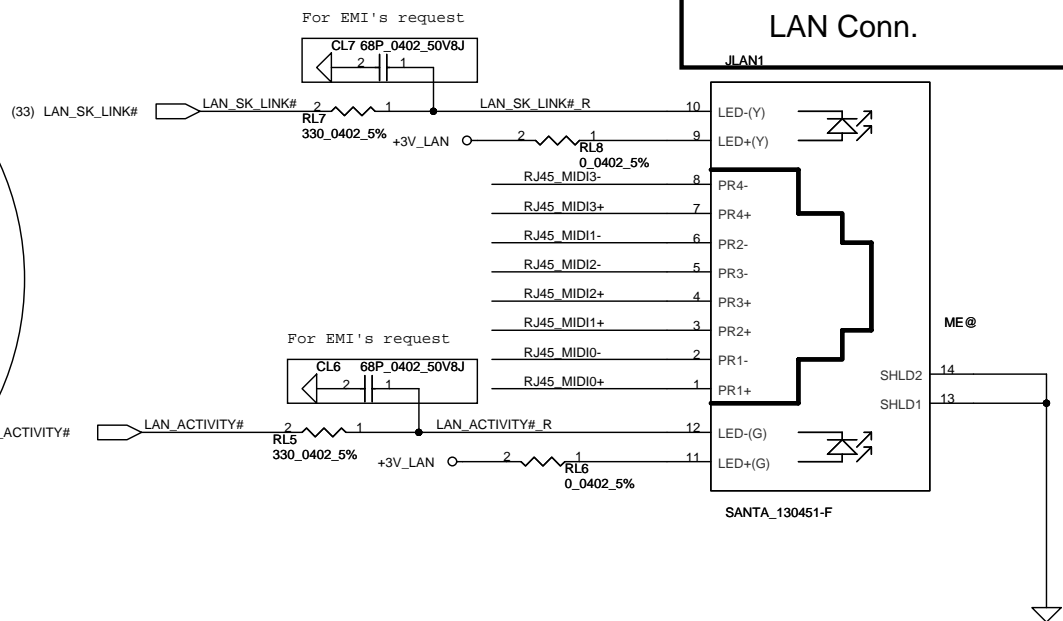 For EMI's request
LAN Conn.
CL7 68P_0402_50V8J
2 1
JLAN1
(33) LAN_SK_LINK# LAN_SK_LINK# 2 1 LAN_SK_LINK#_R 10 LED-(Y)
RL7
330_0402_5%
+3V_LAN 2 1 9 LED+(Y)
RL8
0_0402_5%
RJ45_MIDI3- 8 PR4-
RJ45_MIDI3+ 7 PR4+
RJ45_MIDI1- 6 PR2-
RJ45_MIDI2- 5 PR3-
RJ45_MIDI2+ 4 PR3+
RJ45_MIDI1+ 3 PR2+
ME@
For EMI's request
RJ45_MIDI0- 2 PR1-
CL6 68P_0402_50V8J
2 1
SHLD2 14
RJ45_MIDI0+ 1 PR1+
SHLD1 13
_ACTIVITY# LAN_ACTIVITY# 2 1 LAN_ACTIVITY#_R 12 LED-(G)
RL5
330_0402_5%
+3V_LAN 2 1 11 LED+(G)
RL6
0_0402_5%
SANTA_130451-F